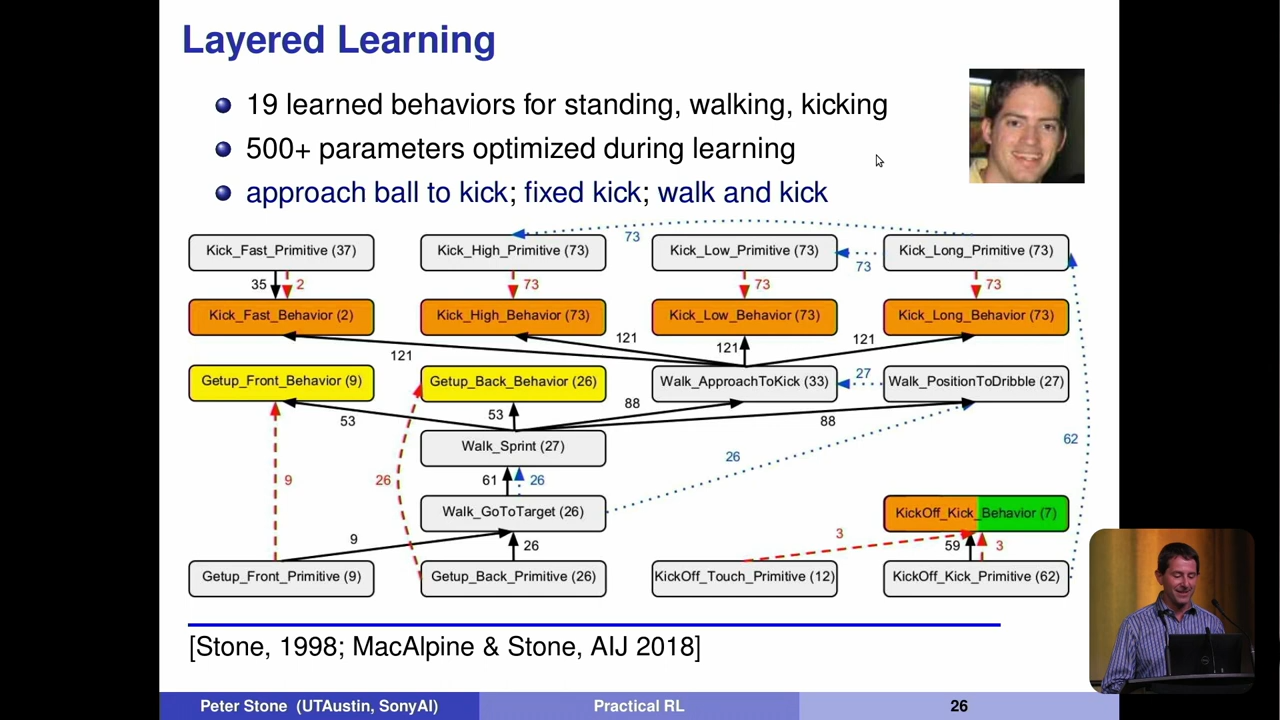 Layered Learning
19 learned behaviors for standing, walking, kicking
500+ parameters optimized during learning
approach ball to kick; fixed kick; walk and kick
73
Kick_Fast_Primitive (37)
Kick_High_Primitive (73)
Kick_Low_Primitive (73)
73
Kick_Long_Primitive (73)
35
2
73
73
73
Kick_Fast_Behavior (2)
Kick_High_Behavior (73)
Kick_Low_Behavior (73)
Kick_Long_Behavior (73)
121
121
121
121
Getup_Front_Behavior (9)
Getup_Back_Behavior (26)
Walk_ApproachToKick (33)
27
Walk_PositionToDribble (27)
53
53
88
88
Walk_Sprint (27)
62
9
26
61
26
26
Walk_GoToTarget (26)
KickOff_Kick_Behavior (7)
9
26
3
59
3
Getup_Front_Primitive (9)
Getup_Back_Primitive (26)
KickOff_Touch_Primitive (12)
KickOff_Kick_Primitive (62)
[Stone, 1998; MacAlpine & Stone, AIJ 2018]
Peter Stone (UTAustin, SonyAI)
Practical RL
26